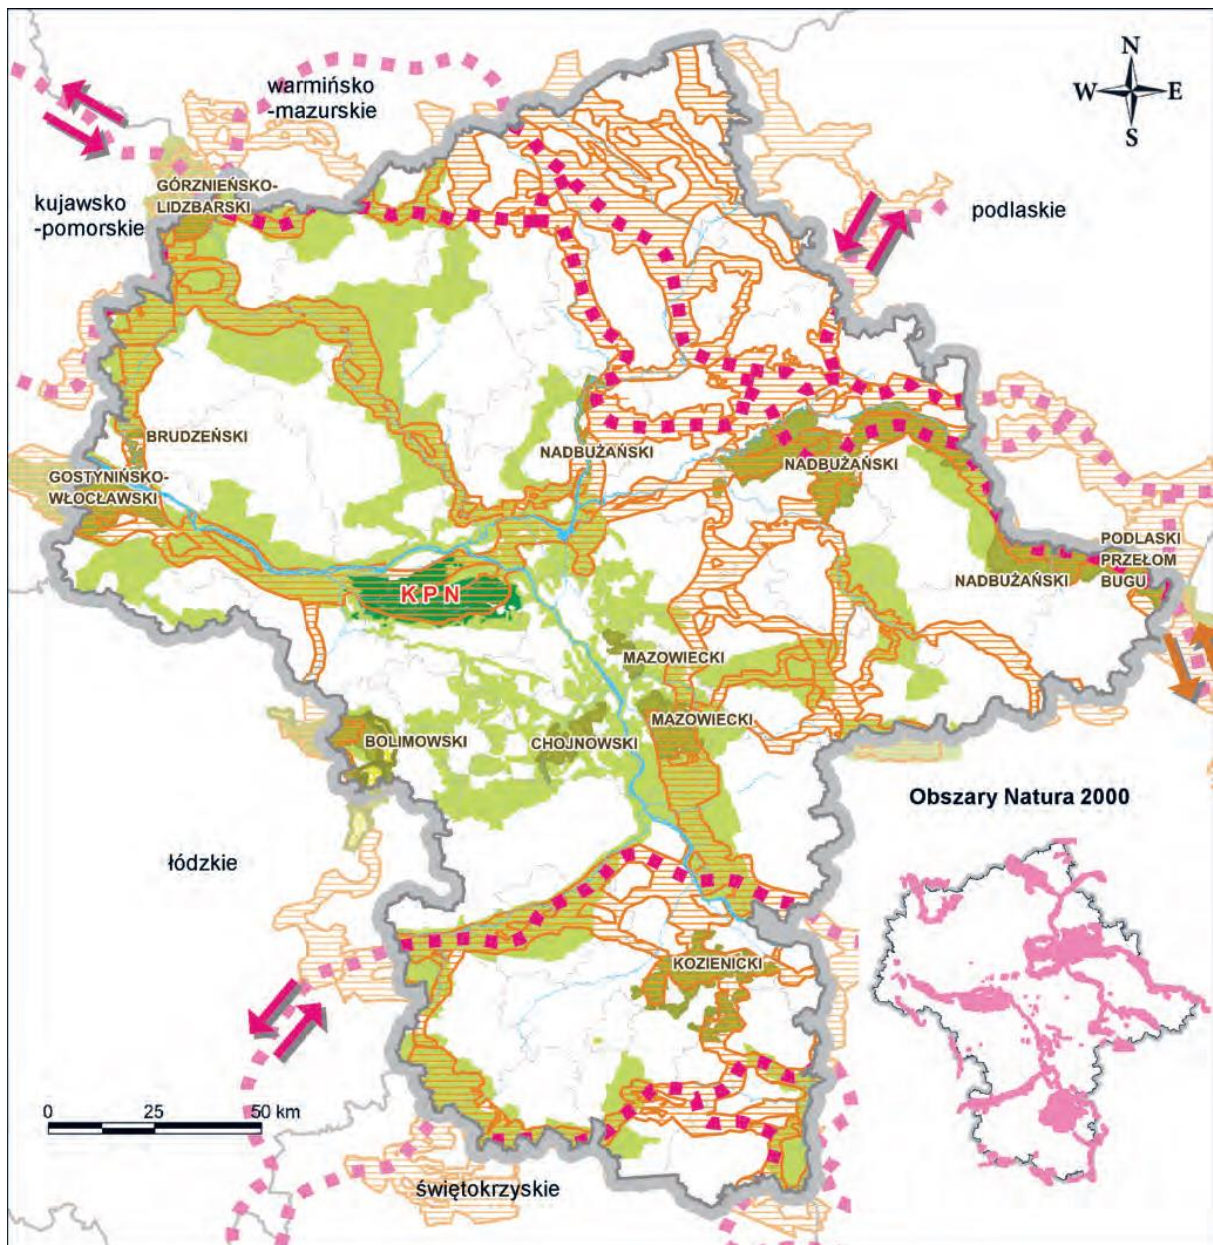 N
W E
S
warmińsko
-mazurskie
kujawsko
-pomorskie
GÓRZNIEŃSKO-
LIDZBARSKI
podlaskie
BRUDZEŃSKI
GOSTYNIŃSKO-
WŁOCŁAWSKI
NADBUŻAŃSKI
NADBUŻAŃSKI
PODLASKI
PRZEŁOM
BUGU
NADBUŻAŃSKI
KPN
MAZOWIECKI
MAZOWIECKI
BOLIMOWSKI
CHOJNOWSKI
Obszary Natura 2000
łódzkie
KOZIENICKI
0 25 50 km
świętokrzyskie